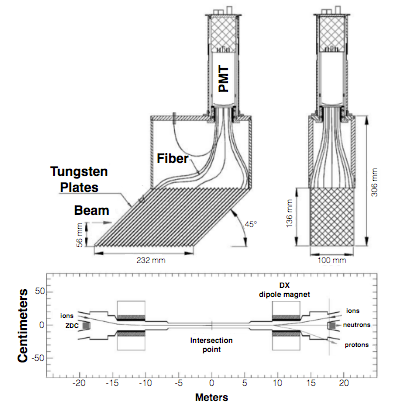 PMT
Fiber
Tungsten
Plates
Beam
56 mm
45°
232 mm
136 mm
306 mm
100 mm
Centimeters
50
0
-50
ions
ZDC
DX
dipole magnet
Intersection
point
ions
neutrons
protons
-20 -15 -10 -5 0 5 10 15 20
Meters